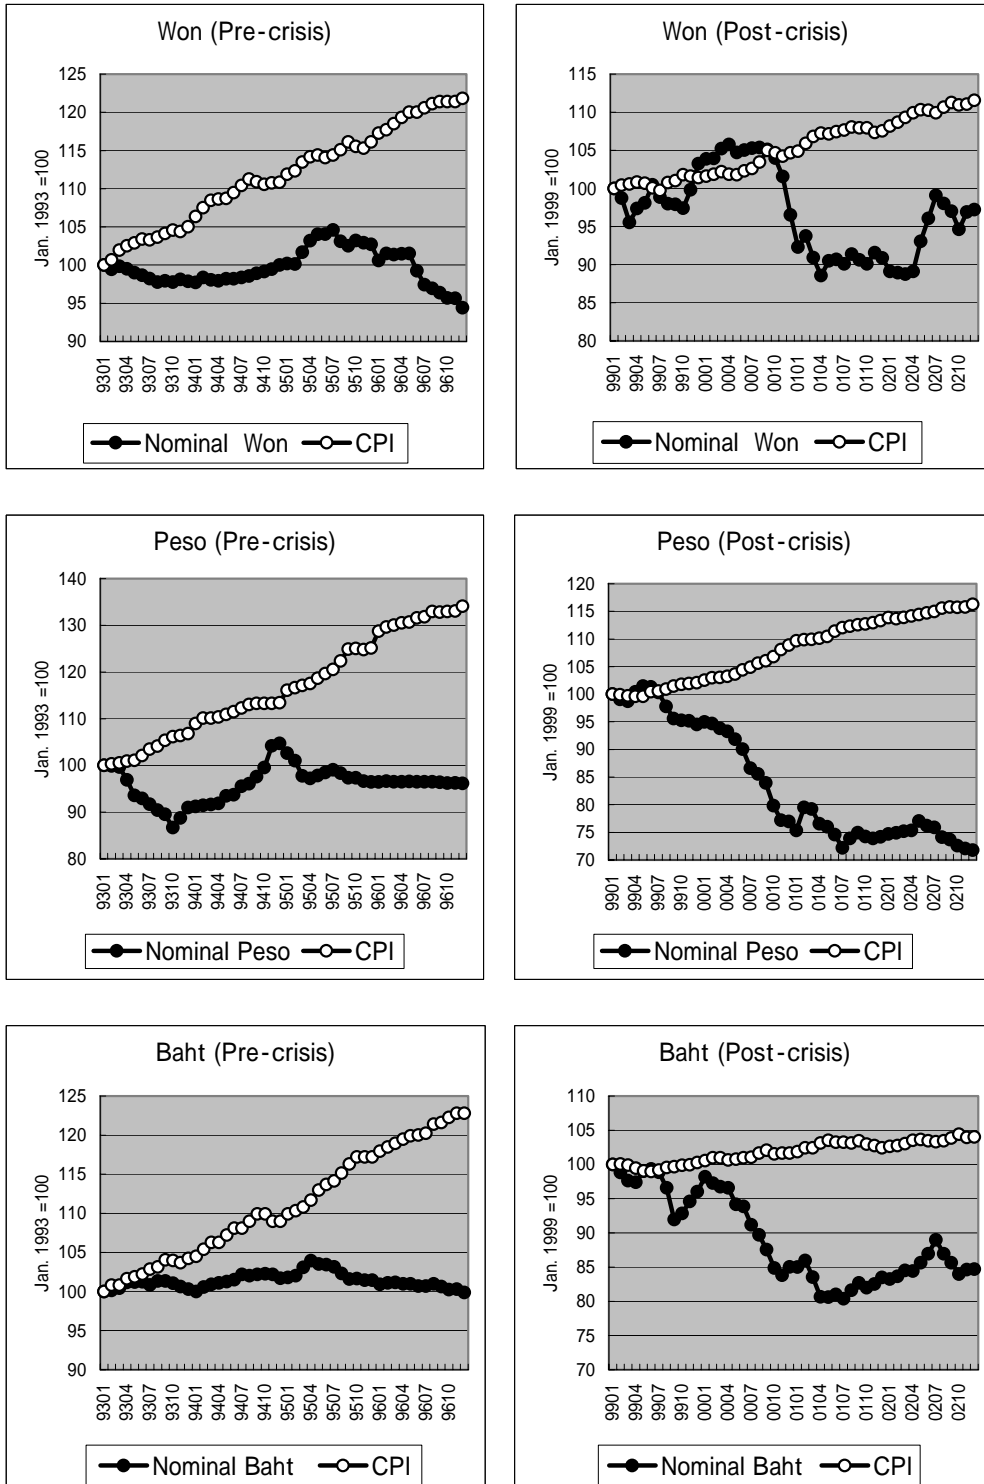 Won (Pre-crisis)
Jan. 1993 =100
125
120
115
110
105
100
95
90
9301 9304 9307 9310 9401 9404 9407 9410 9501 9504 9507 9510 9601 9604 9607 9610
Nominal Won CPI
Won (Post-crisis)
Jan. 1999 =100
115
110
105
100
95
90
85
80
9901 9904 9907 9910 0001 0004 0007 0010 0101 0104 0107 0110 0201 0204 0207 0210
Nominal Won CPI
Peso (Pre-crisis)
Jan. 1993 =100
140
130
120
110
100
90
80
9301 9304 9307 9310 9401 9404 9407 9410 9501 9504 9507 9510 9601 9604 9607 9610
Nominal Peso CPI
Peso (Post-crisis)
Jan. 1999 =100
120
115
110
105
100
95
90
85
80
75
70
9901 9904 9907 9910 0001 0004 0007 0010 0101 0104 0107 0110 0201 0204 0207 0210
Nominal Peso CPI
Baht (Pre-crisis)
Jan. 1993 =100
125
120
115
110
105
100
95
90
9301 9304 9307 9310 9401 9404 9407 9410 9501 9504 9507 9510 9601 9604 9607 9610
Nominal Baht CPI
Baht (Post-crisis)
Jan. 1999 =100
110
105
100
95
90
85
80
75
70
9901 9904 9907 9910 0001 0004 0007 0010 0101 0104 0107 0110 0201 0204 0207 0210
Nominal Baht CPI